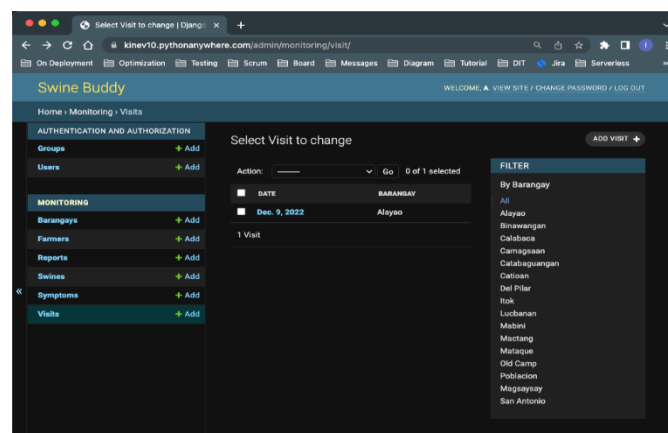 Select Visit to change | Django
kinev10.pythonanywhere.com/admin/monitoring/visit/
On Deployment Optimization Testing Scrum Board Messages Diagram Tutorial DIT Jira Serverless
Swine Buddy
WELCOME, A. VIEW SITE / CHANGE PASSWORD / LOG OUT
Home › Monitoring › Visits
AUTHENTICATION AND AUTHORIZATION
Groups + Add
Users + Add
MONITORING
Barangays + Add
Farmers + Add
Reports + Add
Swines + Add
Symptoms + Add
Visits + Add
«
Select Visit to change
ADD VISIT +
Action: --------- Go 0 of 1 selected
DATE BARANGAY
Dec. 9, 2022 Alayao
1 Visit
FILTER
By Barangay
All
Alayao
Binawangan
Calabaca
Camagsaan
Catabaguangan
Catioan
Del Pilar
Itok
Lucbanan
Mabini
Mactang
Mataque
Old Camp
Poblacion
Magsaysay
San Antonio